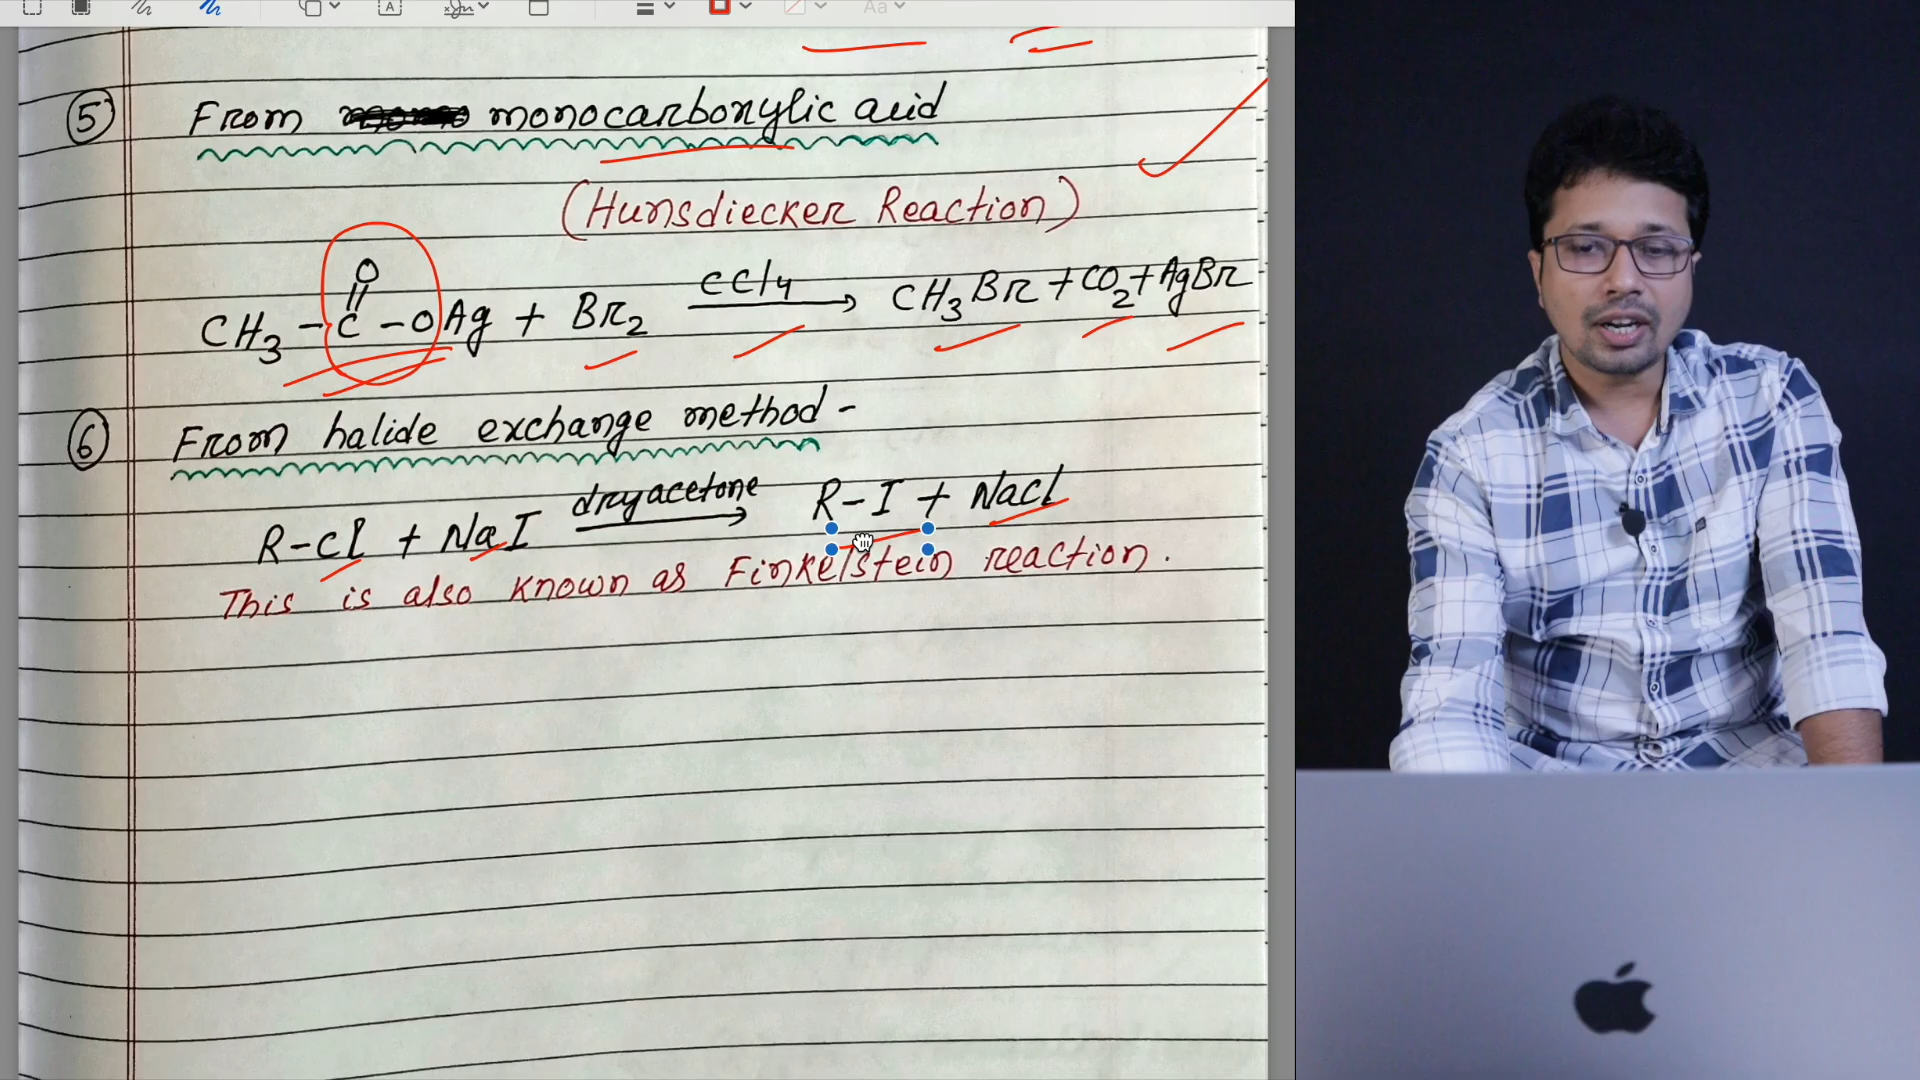 Aa
5 From monocarbonylic acid
(Hunsdiecker Reaction)
O
CH3 - C - OAg + Br2 CCl4 → CH3Br + CO2 + AgBr
6 From halide exchange method -
R-Cl + NaI dry acetone → R-I + NaCl
This is also known as Finkelstein reaction.